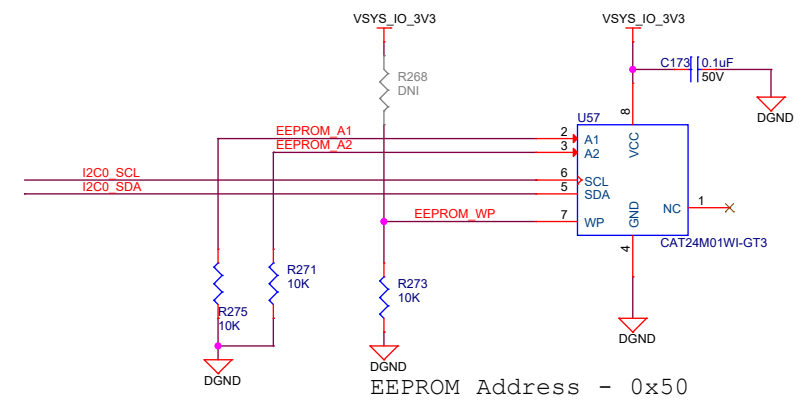 VSYS_IO_3V3
VSYS_IO_3V3
R268
DNI
C173
0.1uF
50V
DGND
U57
8
VCC
EEPROM_A1
2
A1
EEPROM_A2
3
A2
I2C0_SCL
6
SCL
I2C0_SDA
5
SDA
EEPROM_WP
7
WP
GND
NC
1
4
CAT24M01WI-GT3
R271
10K
R273
10K
R275
10K
DGND
DGND
DGND
EEPROM Address - 0x50